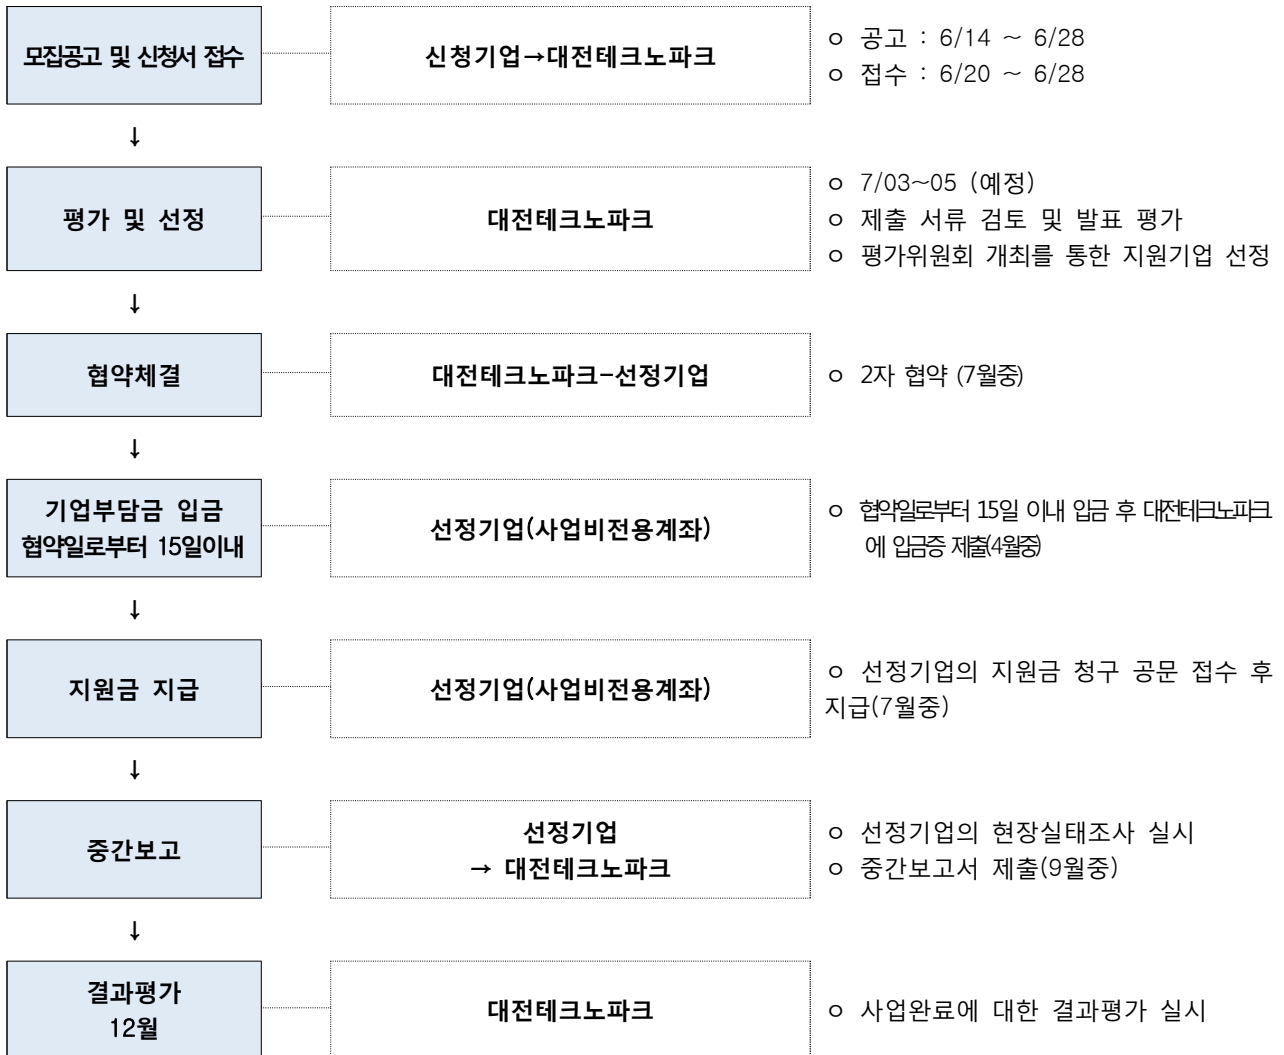 모집공고 및 신청서 접수
신청기업→대전테크노파크
ㅇ 공고 : 6/14 ~ 6/28
ㅇ 접수 : 6/20 ~ 6/28
↓
평가 및 선정
대전테크노파크
ㅇ 7/03~05 (예정)
ㅇ 제출 서류 검토 및 발표 평가
ㅇ 평가위원회 개최를 통한 지원기업 선정
↓
협약체결
대전테크노파크-선정기업
ㅇ 2자 협약 (7월중)
↓
기업부담금 입금
협약일로부터 15일이내
선정기업(사업비전용계좌)
ㅇ 협약일로부터 15일 이내 입금 후 대전테크노파크
에 입금증 제출(4월중)
↓
지원금 지급
선정기업(사업비전용계좌)
ㅇ 선정기업의 지원금 청구 공문 접수 후
지급(7월중)
↓
중간보고
선정기업
→ 대전테크노파크
ㅇ 선정기업의 현장실태조사 실시
ㅇ 중간보고서 제출(9월중)
↓
결과평가
12월
대전테크노파크
ㅇ 사업완료에 대한 결과평가 실시